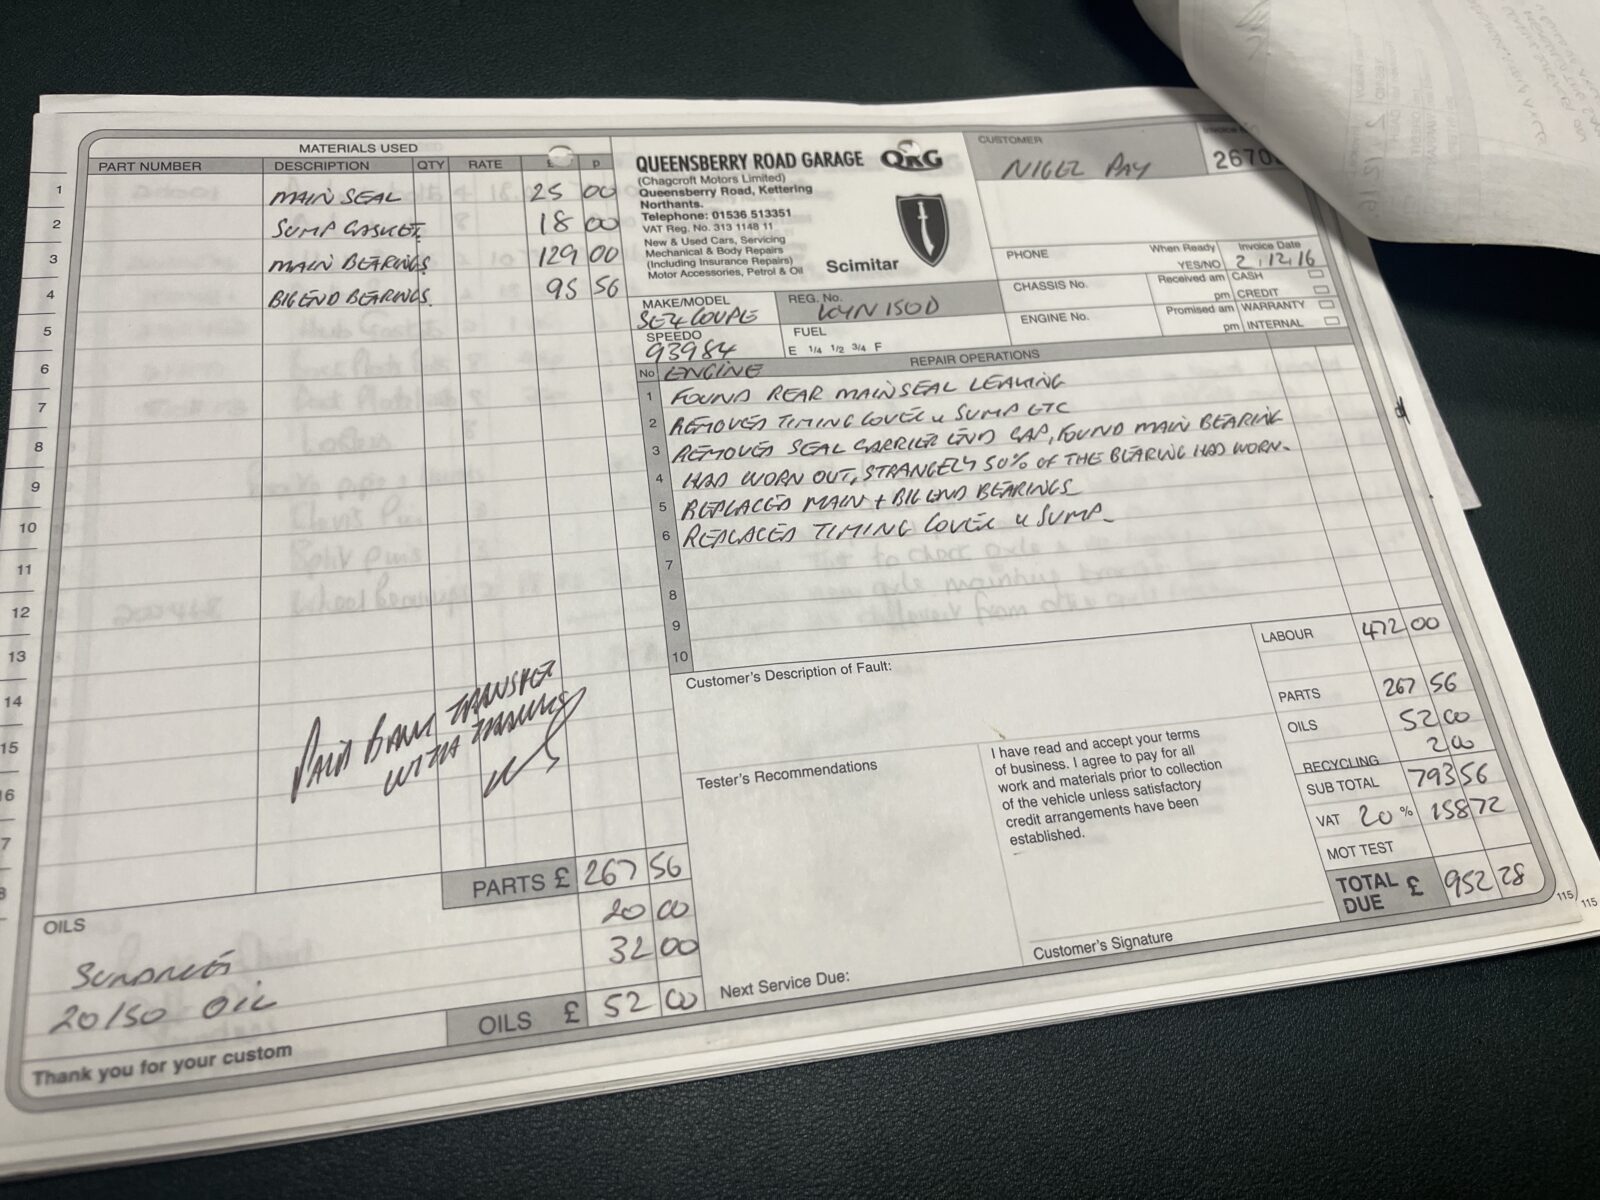 MATERIALS USED
PART NUMBER DESCRIPTION QTY RATE £ p
1 MAIN SEAL 25 00
2 SUMP GASKET 18 00
3 MAIN BEARINGS 129 00
4 BIG END BEARINGS. 95 56
5
6
7
8
9
10
11
12
13
14
15
16
PAID BANK TRANSFER
WITH THANKS
PARTS £ 267 56
OILS
SUNDRIES 20 00
20/50 OIL 32 00
OILS £ 52 00
Thank you for your custom
QUEENSBERRY ROAD GARAGE QRG
(Chagcroft Motors Limited)
Queensberry Road, Kettering
Northants.
Telephone: 01536 513351
VAT Reg. No. 313 1148 11
New & Used Cars, Servicing
Mechanical & Body Repairs
(Including Insurance Repairs)
Motor Accessories, Petrol & Oil
Scimitar
CUSTOMER
NIGEL PAY
Invoice
2670
PHONE
When Ready
YES/NO
Invoice Date
2,12,16
CHASSIS No.
Received am
pm
CASH
CREDIT
ENGINE No.
Promised am
pm
WARRANTY
INTERNAL
MAKE/MODEL
SE4 COUPE
REG. No.
SPEEDO
93984
FUEL
E 1/4 1/2 3/4 F
No ENGINE REPAIR OPERATIONS
1 FOUND REAR MAIN SEAL LEAKING
2 REMOVED TIMING COVER & SUMP ETC
3 REMOVED SEAL CARRIER END CAP, FOUND MAIN BEARING
4 HAD WORN OUT, STRANGELY 50% OF THE BEARING HAD WORN.
5 REPLACED MAIN + BIG END BEARINGS
6 REPLACED TIMING COVER & SUMP.
7
8
9
10
Customer's Description of Fault:
Tester's Recommendations
I have read and accept your terms
of business. I agree to pay for all
work and materials prior to collection
of the vehicle unless satisfactory
credit arrangements have been
established.
Next Service Due:
Customer's Signature
LABOUR 472 00
PARTS 267 56
OILS 52 00
RECYCLING 2 00
SUB TOTAL 793 56
VAT 20 % 158 72
MOT TEST
TOTAL DUE £ 952 28
115/115